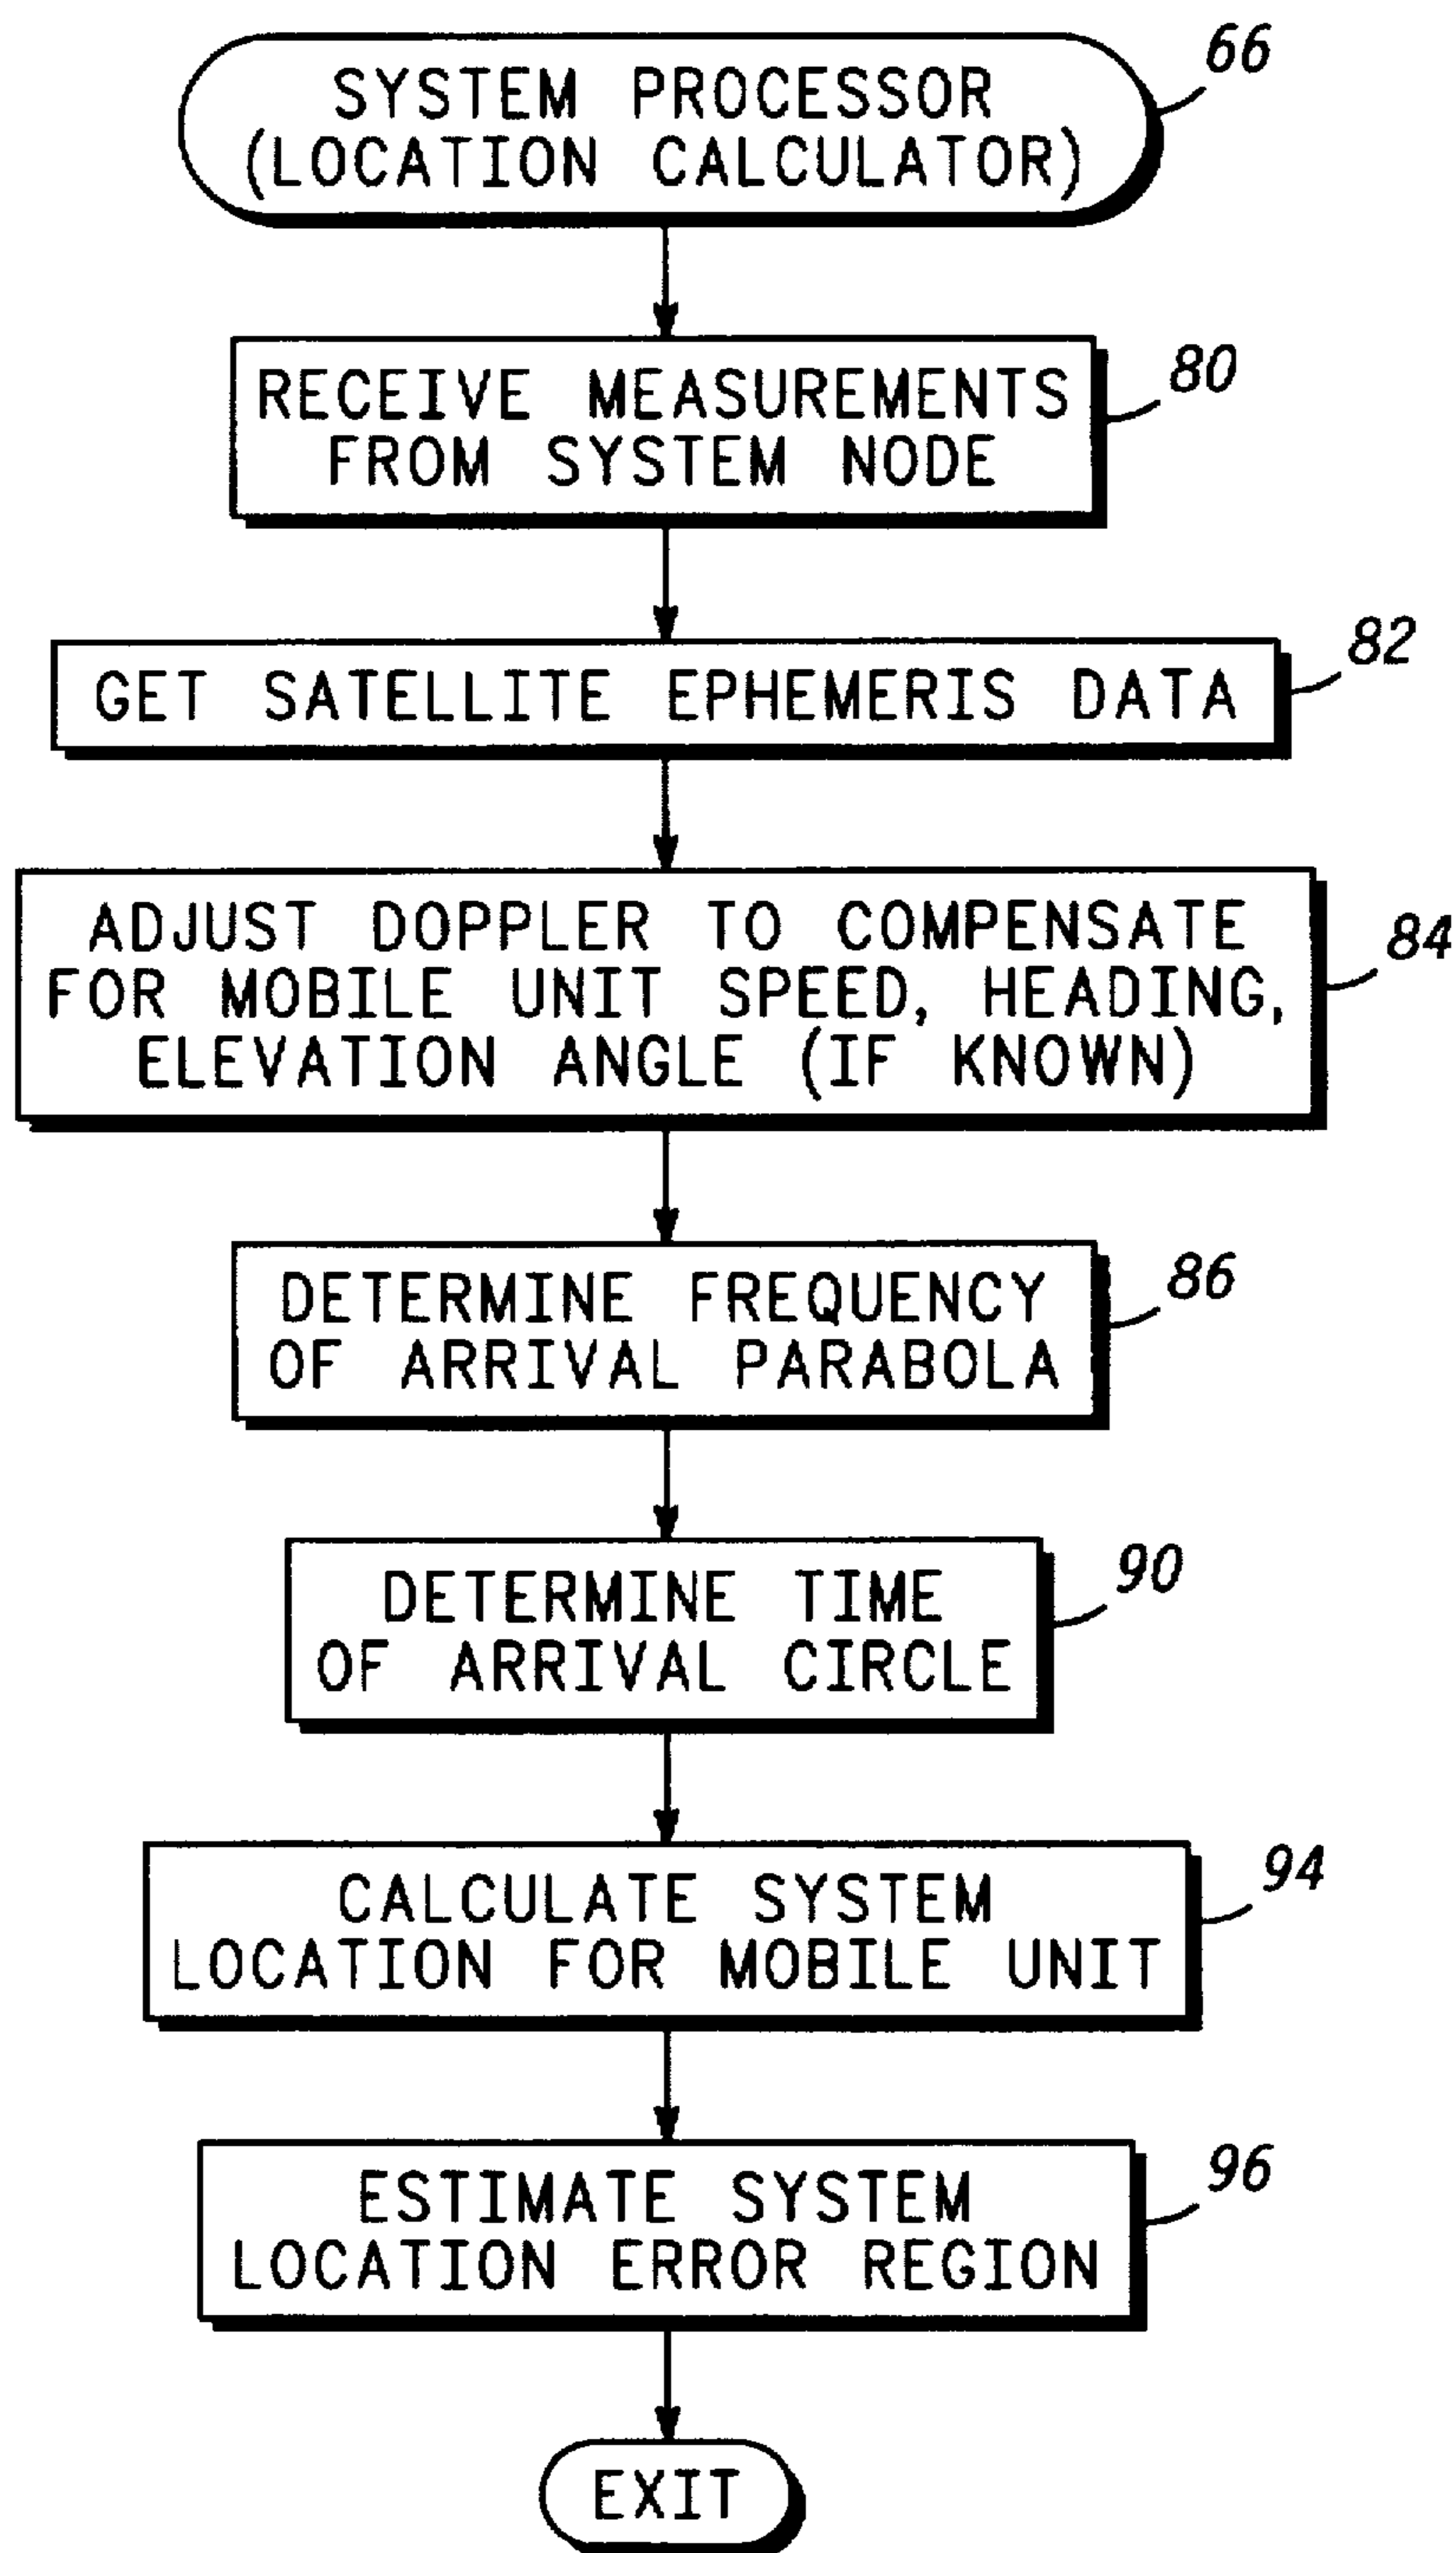 66
SYSTEM PROCESSOR
(LOCATION CALCULATOR)
80
RECEIVE MEASUREMENTS
FROM SYSTEM NODE
82
GET SATELLITE EPHEMERIS DATA
84
ADJUST DOPPLER TO COMPENSATE
FOR MOBILE UNIT SPEED, HEADING,
ELEVATION ANGLE (IF KNOWN)
86
DETERMINE FREQUENCY
OF ARRIVAL PARABOLA
90
DETERMINE TIME
OF ARRIVAL CIRCLE
94
CALCULATE SYSTEM
LOCATION FOR MOBILE UNIT
96
ESTIMATE SYSTEM
LOCATION ERROR REGION
EXIT